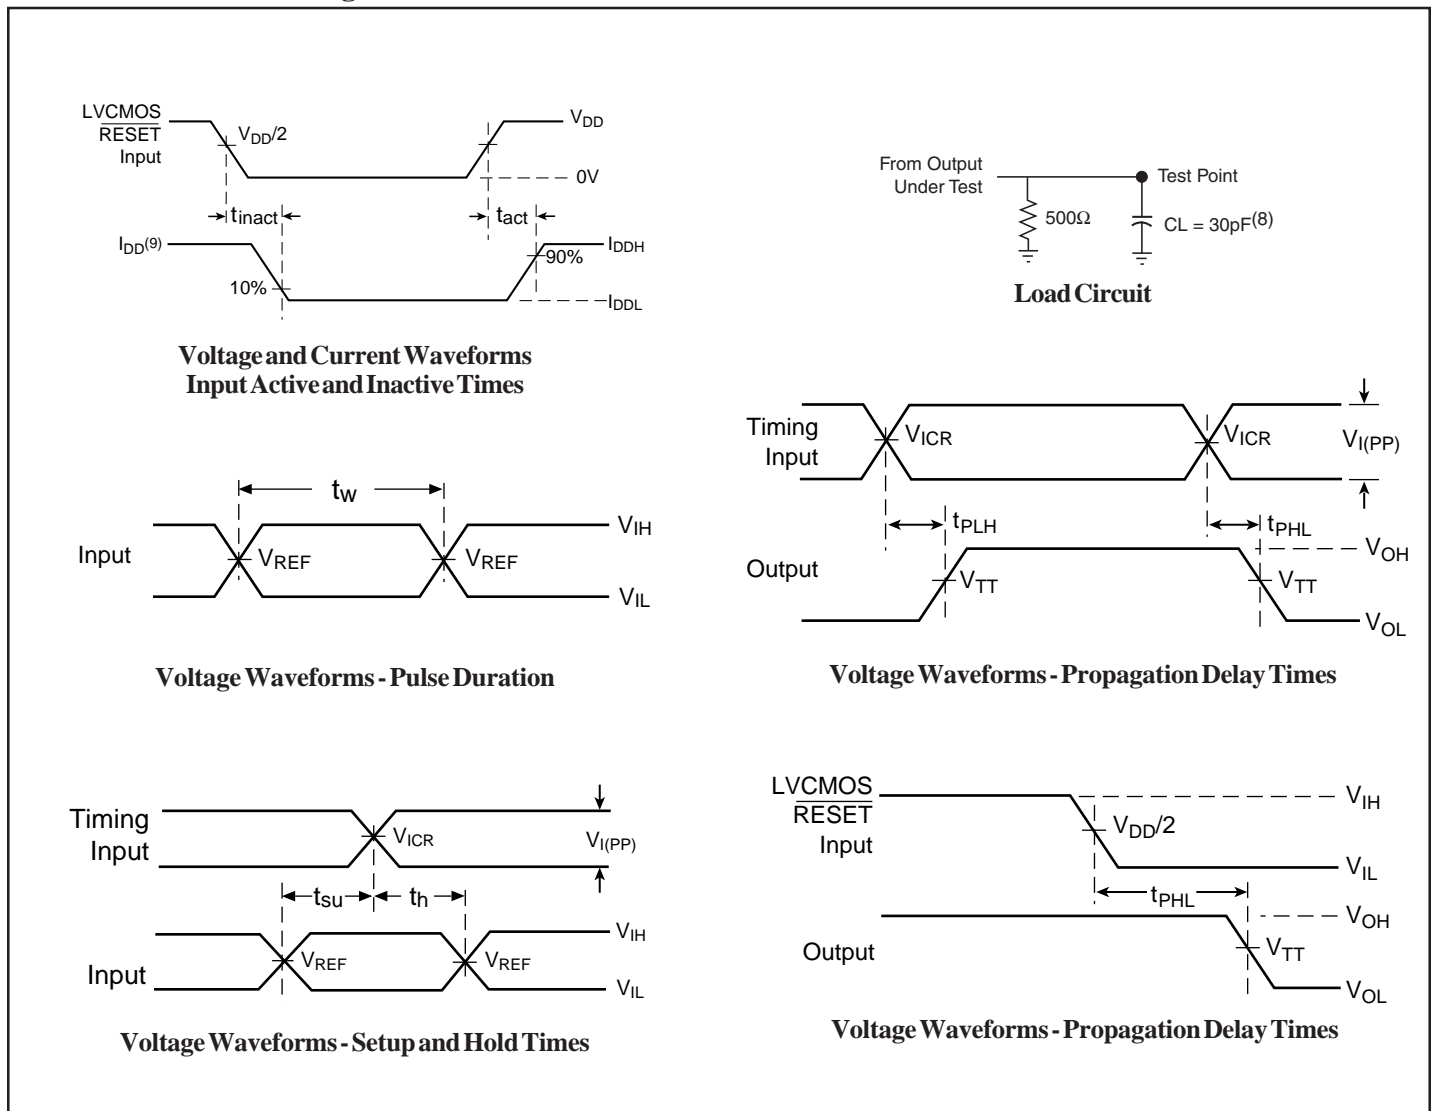 LVCMOS
RESET
Input
VDD/2
VDD
0V
tinact
tact
IDD(9)
IDDH
90%
10%
IDDL
Voltage and Current Waveforms
Input Active and Inactive Times
From Output
Under Test
Test Point
500Ω
CL = 30pF(8)
Load Circuit
tW
Input
VREF
VREF
VIH
VIL
Voltage Waveforms - Pulse Duration
Timing
Input
VICR
VICR
VI(PP)
tPLH
tPHL
Output
VTT
VTT
VOH
VOL
Voltage Waveforms - Propagation Delay Times
Timing
Input
VICR
VI(PP)
tsu
th
Input
VREF
VREF
VIH
VIL
Voltage Waveforms - Setup and Hold Times
LVCMOS
RESET
Input
VDD/2
VIH
VIL
tPHL
Output
VTT
VOH
VOL
Voltage Waveforms - Propagation Delay Times